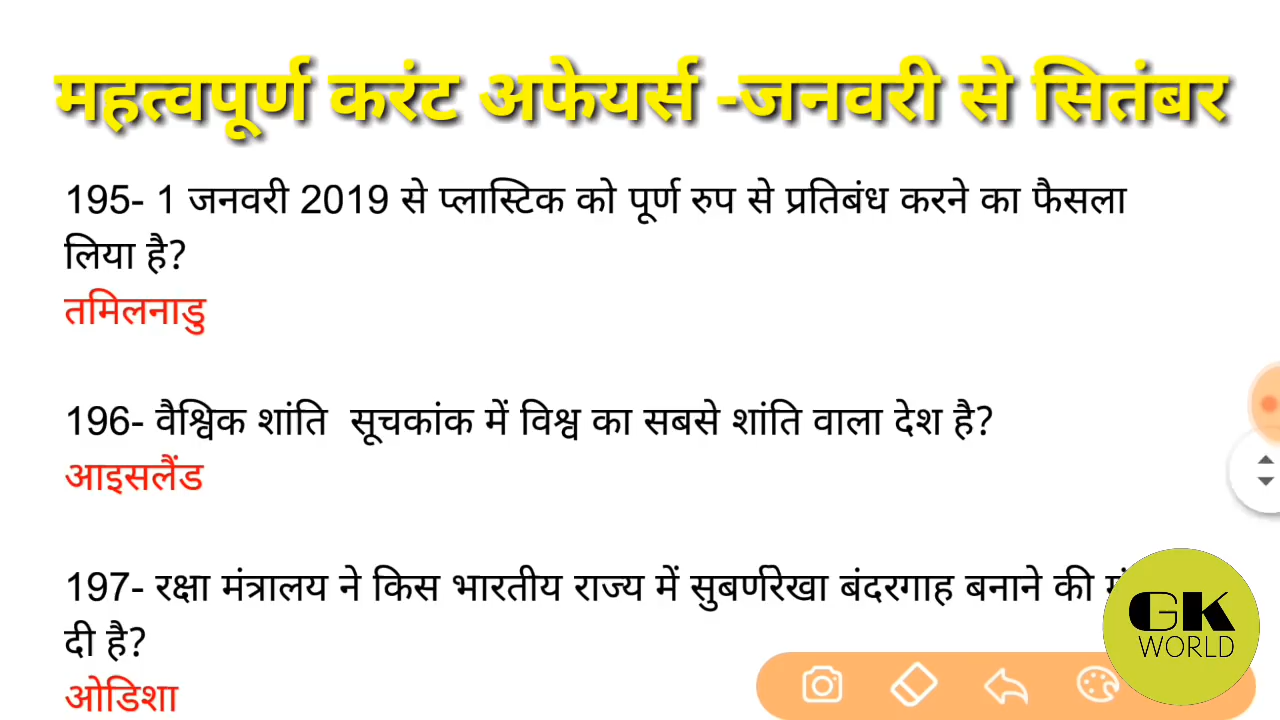 महत्वपूर्ण करंट अफेयर्स -जनवरी से सितंबर
195- 1 जनवरी 2019 से प्लास्टिक को पूर्ण रुप से प्रतिबंध करने का फैसला
लिया है?
तमिलनाडु
196- वैश्विक शांति सूचकांक में विश्व का सबसे शांति वाला देश है?
आइसलैंड
197- रक्षा मंत्रालय ने किस भारतीय राज्य में सुबर्णरेखा बंदरगाह बनाने की
दी है?
ओडिशा
GK
WORLD